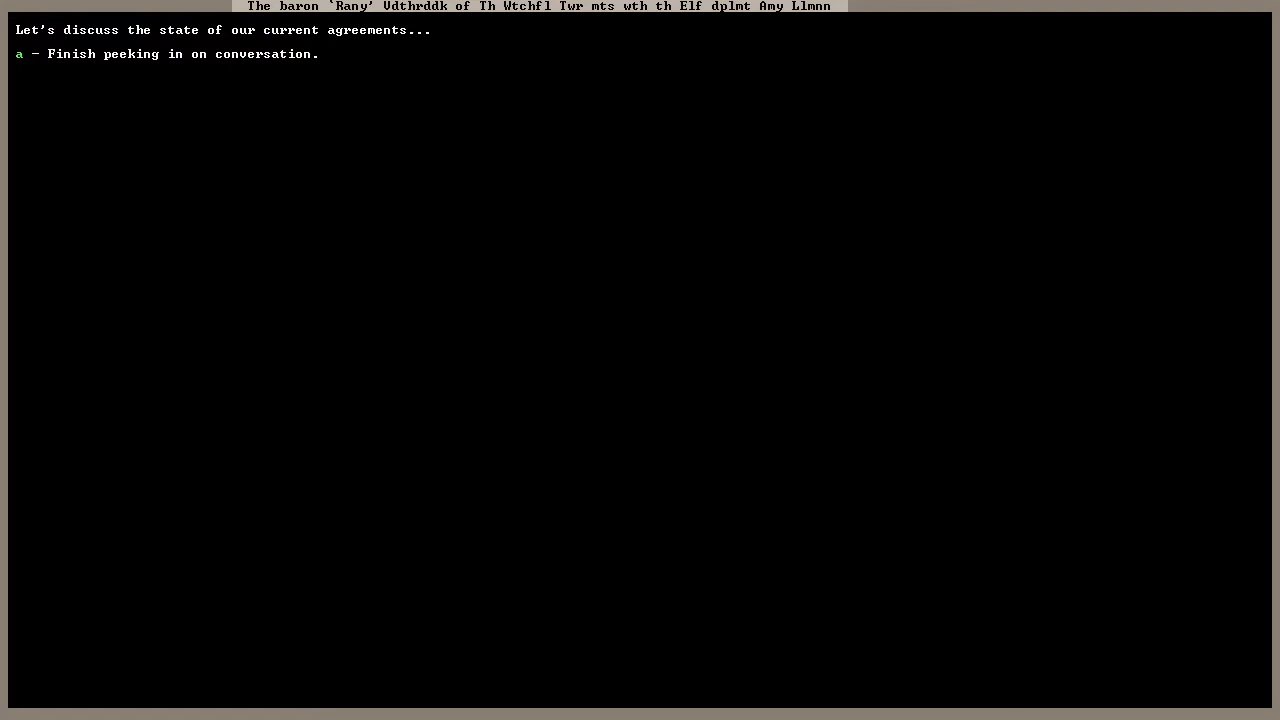 The baron `Rany' Vdthrddk of Th Wtchfl Twr mts wth th Elf dplmt Amy Llmnn
Let's discuss the state of our current agreements...
a - Finish peeking in on conversation.